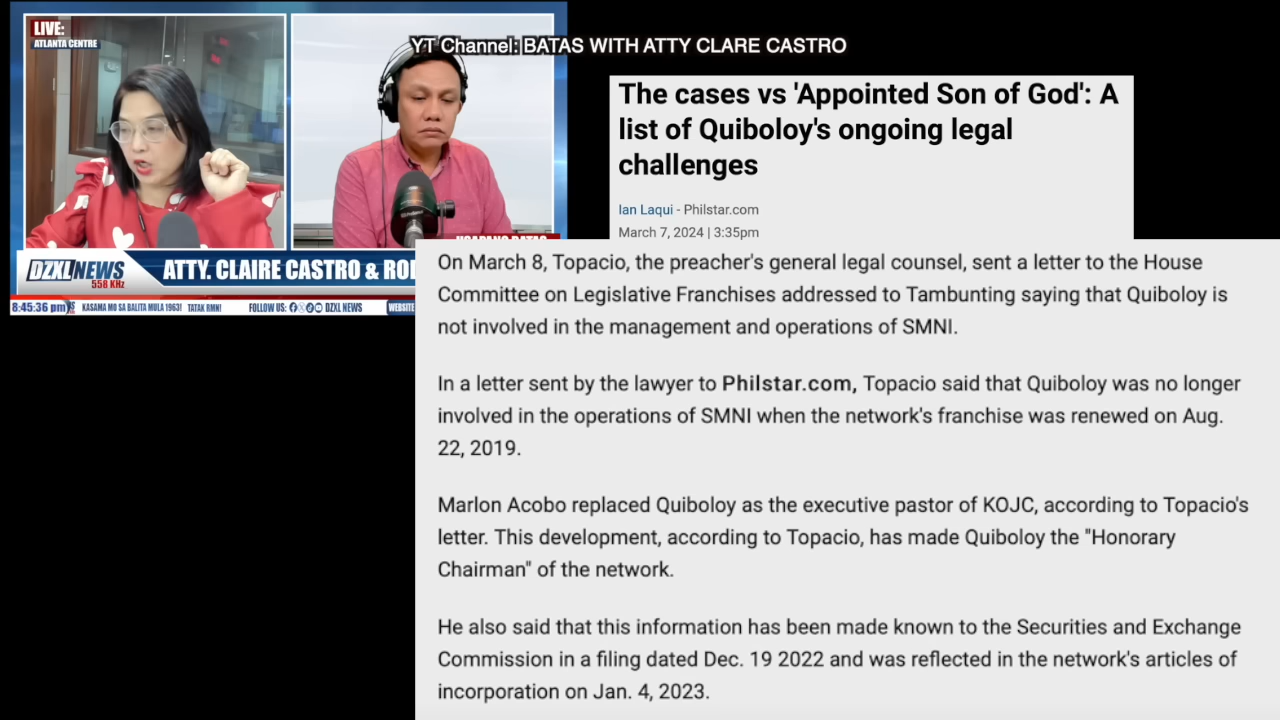 LIVE:
ATLANTA CENTRE
YT Channel: BATAS WITH ATTY CLARE CASTRO
The cases vs 'Appointed Son of God': A
list of Quiboloy's ongoing legal
challenges
Ian Laqui - Philstar.com
March 7, 2024 | 3:35pm
DZXL NEWS
558 KHz
ATTY. CLAIRE CASTRO & RO
8:45:36 pm
KASAMA MO SA BALITA MULA 1963! TATAK RMN!
FOLLOW US: DZXL NEWS
WEBSITE
On March 8, Topacio, the preacher's general legal counsel, sent a letter to the House
Committee on Legislative Franchises addressed to Tambunting saying that Quiboloy is
not involved in the management and operations of SMNI.
In a letter sent by the lawyer to Philstar.com, Topacio said that Quiboloy was no longer
involved in the operations of SMNI when the network's franchise was renewed on Aug.
22, 2019.
Marlon Acobo replaced Quiboloy as the executive pastor of KOJC, according to Topacio's
letter. This development, according to Topacio, has made Quiboloy the "Honorary
Chairman" of the network.
He also said that this information has been made known to the Securities and Exchange
Commission in a filing dated Dec. 19 2022 and was reflected in the network's articles of
incorporation on Jan. 4, 2023.